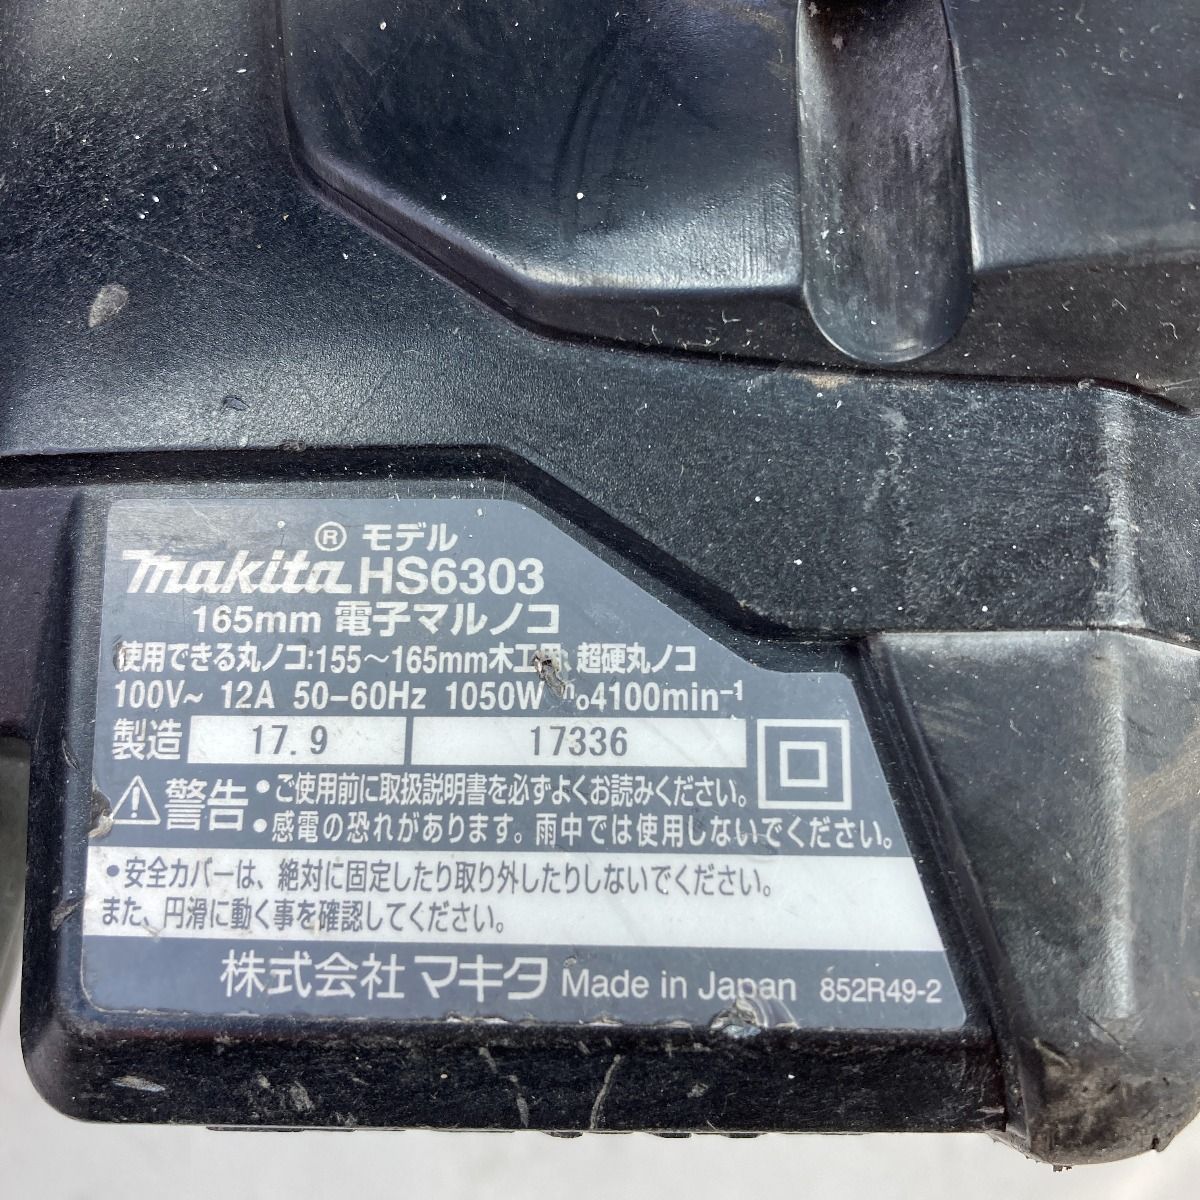 ® モデル
makita HS6303
165mm 電子マルノコ
使用できる丸ノコ:155～165mm木工用、超硬丸ノコ
100V~ 12A 50-60Hz 1050W n₀4100min⁻¹
製造 17.9 17336
⚠警告 •ご使用前に取扱説明書を必ずよくお読みください。
•感電の恐れがあります。雨中では使用しないでください。
•安全カバーは、絶対に固定したり取り外したりしないでください。
また、円滑に動く事を確認してください。
株式会社 マキタ Made in Japan 852R49-2